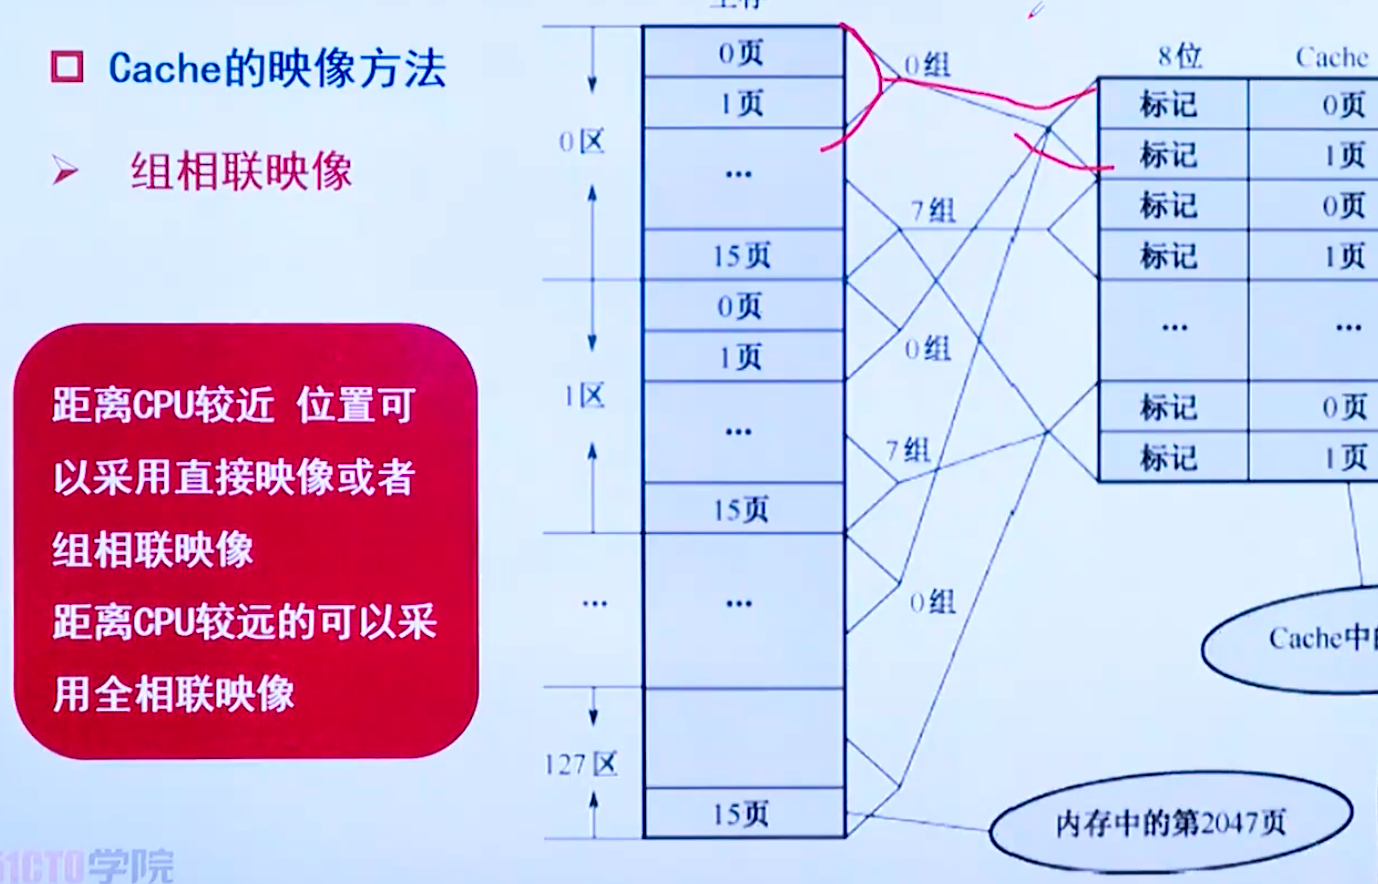 Cache的映像方法
组相联映像
距离CPU较近 位置可
以采用直接映像或者
组相联映像
距离CPU较远的可以采
用全相联映像
0区
1区
...
127区
0页
1页
...
15页
0页
1页
...
15页
...
15页
0组
7组
0组
7组
0组
8位
Cache
标记
0页
标记
1页
标记
0页
标记
1页
...
...
标记
0页
标记
1页
Cache中
内存中的第2047页
1CTO学院